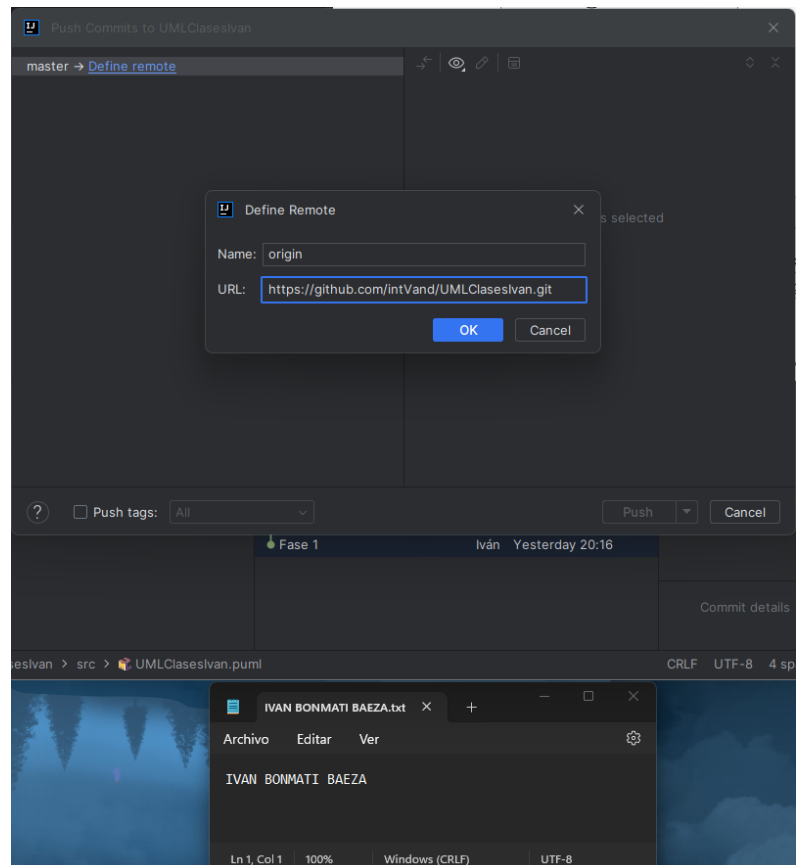 Push Commits to UMLClasesIvan
master → Define remote
Define Remote
s selected
Name: origin
URL: https://github.com/intVand/UMLClasesIvan.git
OK Cancel
? Push tags: All Push Cancel
Fase 1 Iván Yesterday 20:16
Commit details
sesIvan > src > UMLClasesIvan.puml CRLF UTF-8 4 sp
IVAN BONMATI BAEZA.txt
Archivo Editar Ver
IVAN BONMATI BAEZA
Ln 1, Col 1 100% Windows (CRLF) UTF-8